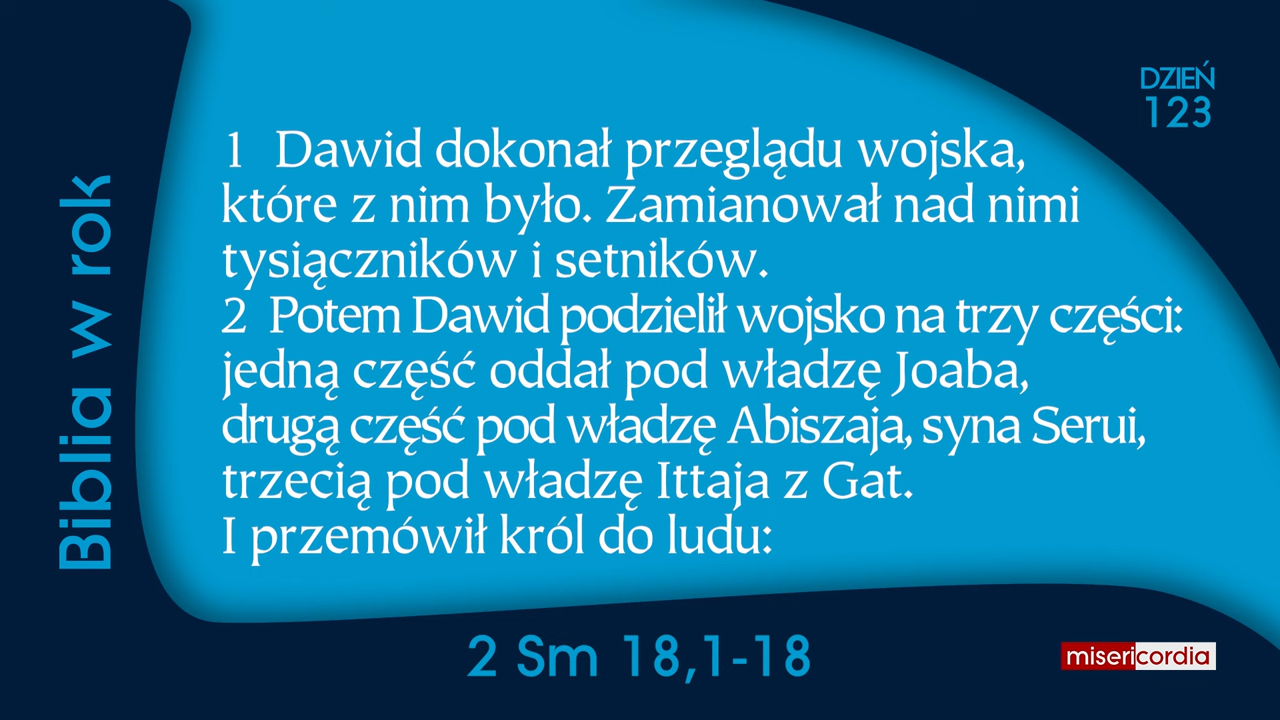 DZIEŃ
123
Biblia w rok
1 Dawid dokonał przeglądu wojska,
które z nim było. Zamianował nad nimi
tysiączników i setników.
2 Potem Dawid podzielił wojsko na trzy części:
jedną część oddał pod władzę Joaba,
drugą część pod władzę Abiszaja, syna Serui,
trzecią pod władzę Ittaja z Gat.
I przemówił król do ludu:
2 Sm 18,1-18
misericordia